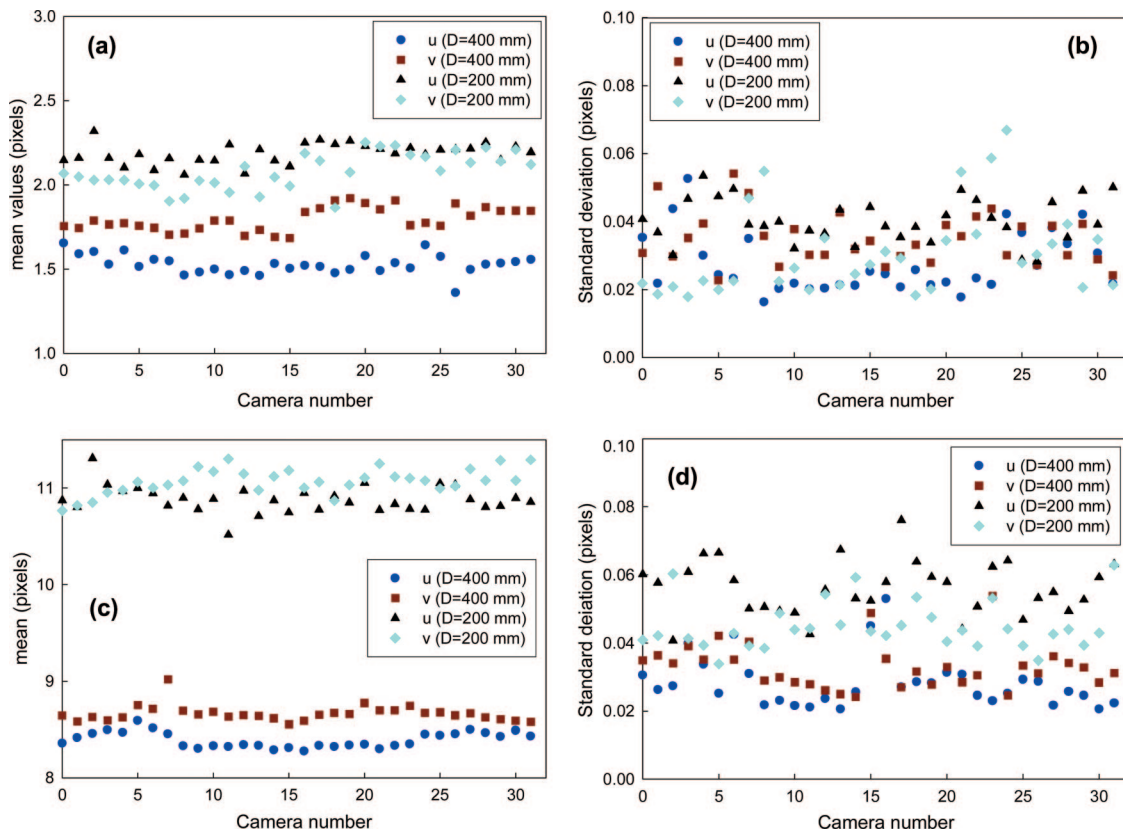 3.0
2.5
2.0
1.5
1.0
mean values (pixels)
(a)
u (D=400 mm)
v (D=400 mm)
u (D=200 mm)
v (D=200 mm)
0 5 10 15 20 25 30
Camera number
0.10
0.08
0.06
0.04
0.02
0.00
Standard deviation (pixels)
u (D=400 mm)
v (D=400 mm)
u (D=200 mm)
v (D=200 mm)
(b)
0 5 10 15 20 25 30
Camera number
11
10
9
8
mean (pixels)
(c)
u (D=400 mm)
v (D=400 mm)
u (D=200 mm)
v (D=200 mm)
0 5 10 15 20 25 30
Camera number
0.10
0.08
0.06
0.04
0.02
0.00
Standard deiation (pixels)
(d)
u (D=400 mm)
v (D=400 mm)
u (D=200 mm)
v (D=200 mm)
0 5 10 15 20 25 30
Camera number